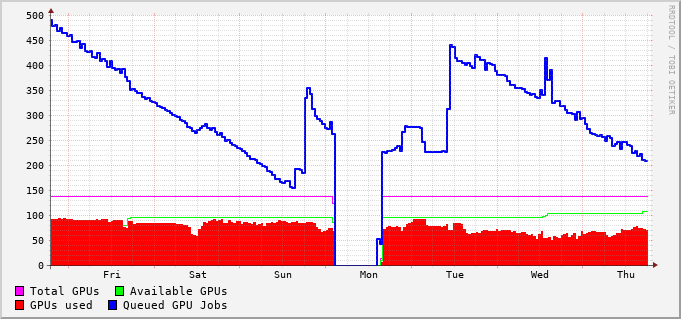 500
450
400
350
300
250
200
150
100
50
0
Fri Sat Sun Mon Tue Wed Thu
Total GPUs Available GPUs
GPUs used Queued GPU Jobs
RRDTOOL / TOBI OETIKER